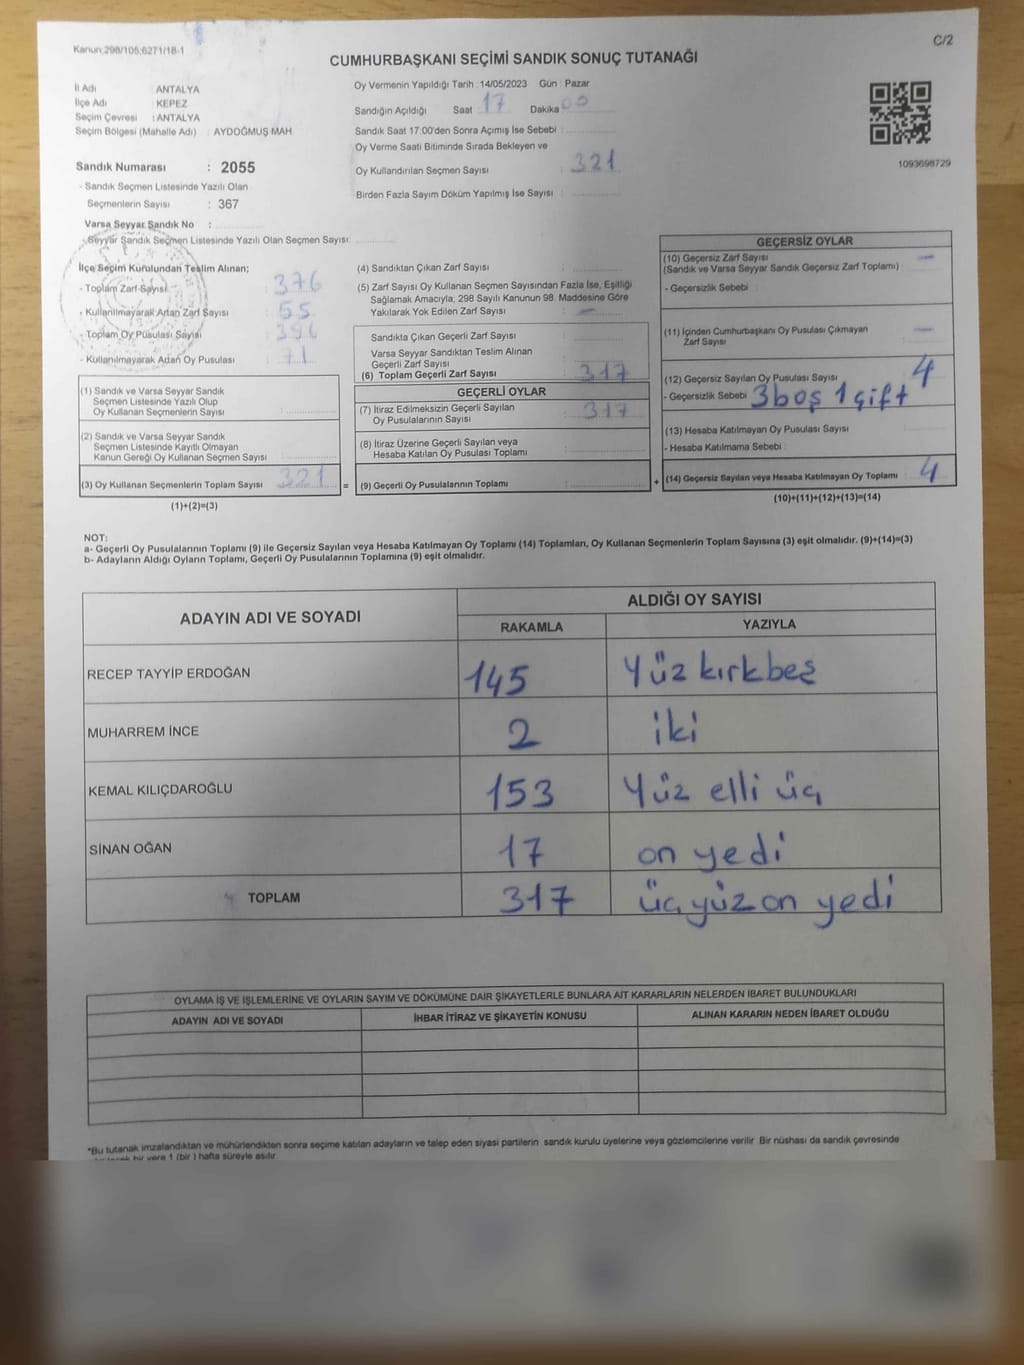 Kanun:298/105,6271/18-1
C/2
CUMHURBAŞKANI SEÇİMİ SANDIK SONUÇ TUTANAĞI
İl Adı ANTALYA
İlçe Adı KEPEZ
Seçim Çevresi : ANTALYA
Seçim Bölgesi (Mahalle Adı) : AYDOĞMUŞ MAH
Sandık Numarası : 2055
- Sandık Seçmen Listesinde Yazılı Olan
Seçmenlerin Sayısı : 367
Varsa Seyyar Sandık No :
- Seyyar Sandık Seçmen Listesinde Yazılı Olan Seçmen Sayısı:
Oy Vermenin Yapıldığı Tarih : 14/05/2023 Gün : Pazar
Sandığın Açıldığı Saat 17 Dakika 00
Sandık Saat 17:00'den Sonra Açımış İse Sebebi :
Oy Verme Saati Bitiminde Sırada Bekleyen ve
Oy Kullandırılan Seçmen Sayısı : 321
Birden Fazla Sayım Döküm Yapılmış İse Sayısı :
1093698729
İlçe Seçim Kurulundan Teslim Alınan;
- Toplam Zarf Sayısı : 376
- Kullanılmayarak Artan Zarf Sayısı : 55
- Toplam Oy Pusulası Sayısı : 396
- Kullanılmayarak Artan Oy Pusulası : 71
(1) Sandık ve Varsa Seyyar Sandık
Seçmen Listesinde Yazılı Olup
Oy Kullanan Seçmenlerin Sayısı :
(2) Sandık ve Varsa Seyyar Sandık
Seçmen Listesinde Kayıtlı Olmayan
Kanun Gereği Oy Kullanan Seçmen Sayısı :
(3) Oy Kullanan Seçmenlerin Toplam Sayısı : 321 =
(1)+(2)=(3)
(4) Sandıktan Çıkan Zarf Sayısı :
(5) Zarf Sayısı Oy Kullanan Seçmen Sayısından Fazla İse, Eşitliği
Sağlamak Amacıyla, 298 Sayılı Kanunun 98. Maddesine Göre
Yakılarak Yok Edilen Zarf Sayısı : –
Sandıkta Çıkan Geçerli Zarf Sayısı :
Varsa Seyyar Sandıktan Teslim Alınan
Geçerli Zarf Sayısı :
(6) Toplam Geçerli Zarf Sayısı : 317
GEÇERLİ OYLAR
(7) İtiraz Edilmeksizin Geçerli Sayılan
Oy Pusulalarının Sayısı : 317
(8) İtiraz Üzerine Geçerli Sayılan veya
Hesaba Katılan Oy Pusulası Toplamı :
(9) Geçerli Oy Pusulalarının Toplamı : +
GEÇERSİZ OYLAR
(10) Geçersiz Zarf Sayısı –
(Sandık ve Varsa Seyyar Sandık Geçersiz Zarf Toplamı) :
- Geçersizlik Sebebi :
(11) İçinden Cumhurbaşkanı Oy Pusulası Çıkmayan –
Zarf Sayısı :
(12) Geçersiz Sayılan Oy Pusulası Sayısı : 4
- Geçersizlik Sebebi 3 boş 1 çift
(13) Hesaba Katılmayan Oy Pusulası Sayısı :
- Hesaba Katılmama Sebebi :
(14) Geçersiz Sayılan veya Hesaba Katılmayan Oy Toplamı : 4
(10)+(11)+(12)+(13)=(14)
NOT:
a- Geçerli Oy Pusulalarının Toplamı (9) ile Geçersiz Sayılan veya Hesaba Katılmayan Oy Toplamı (14) Toplamları, Oy Kullanan Seçmenlerin Toplam Sayısına (3) eşit olmalıdır. (9)+(14)=(3)
b- Adayların Aldığı Oyların Toplamı, Geçerli Oy Pusulalarının Toplamına (9) eşit olmalıdır.
ADAYIN ADI VE SOYADI ALDIĞI OY SAYISI
RAKAMLA YAZIYLA
RECEP TAYYİP ERDOĞAN 145 Yüz kırkbeş
MUHARREM İNCE 2 iki
KEMAL KILIÇDAROĞLU 153 Yüz elli üç
SİNAN OĞAN 17 on yedi
TOPLAM 317 üçyüz on yedi
OYLAMA İŞ VE İŞLEMLERİNE VE OYLARIN SAYIM VE DÖKÜMÜNE DAİR ŞİKAYETLERLE BUNLARA AİT KARARLARIN NELERDEN İBARET BULUNDUKLARI
ADAYIN ADI VE SOYADI İHBAR İTİRAZ VE ŞİKAYETİN KONUSU ALINAN KARARIN NEDEN İBARET OLDUĞU
*Bu tutanak imzalandıktan ve mühürlendikten sonra seçime katılan adayların ve talep eden siyasi partilerin sandık kurulu üyelerine veya gözlemcilerine verilir. Bir nüshası da sandık çevresinde
bir yere 1 (bir) hafta süreyle asılır.